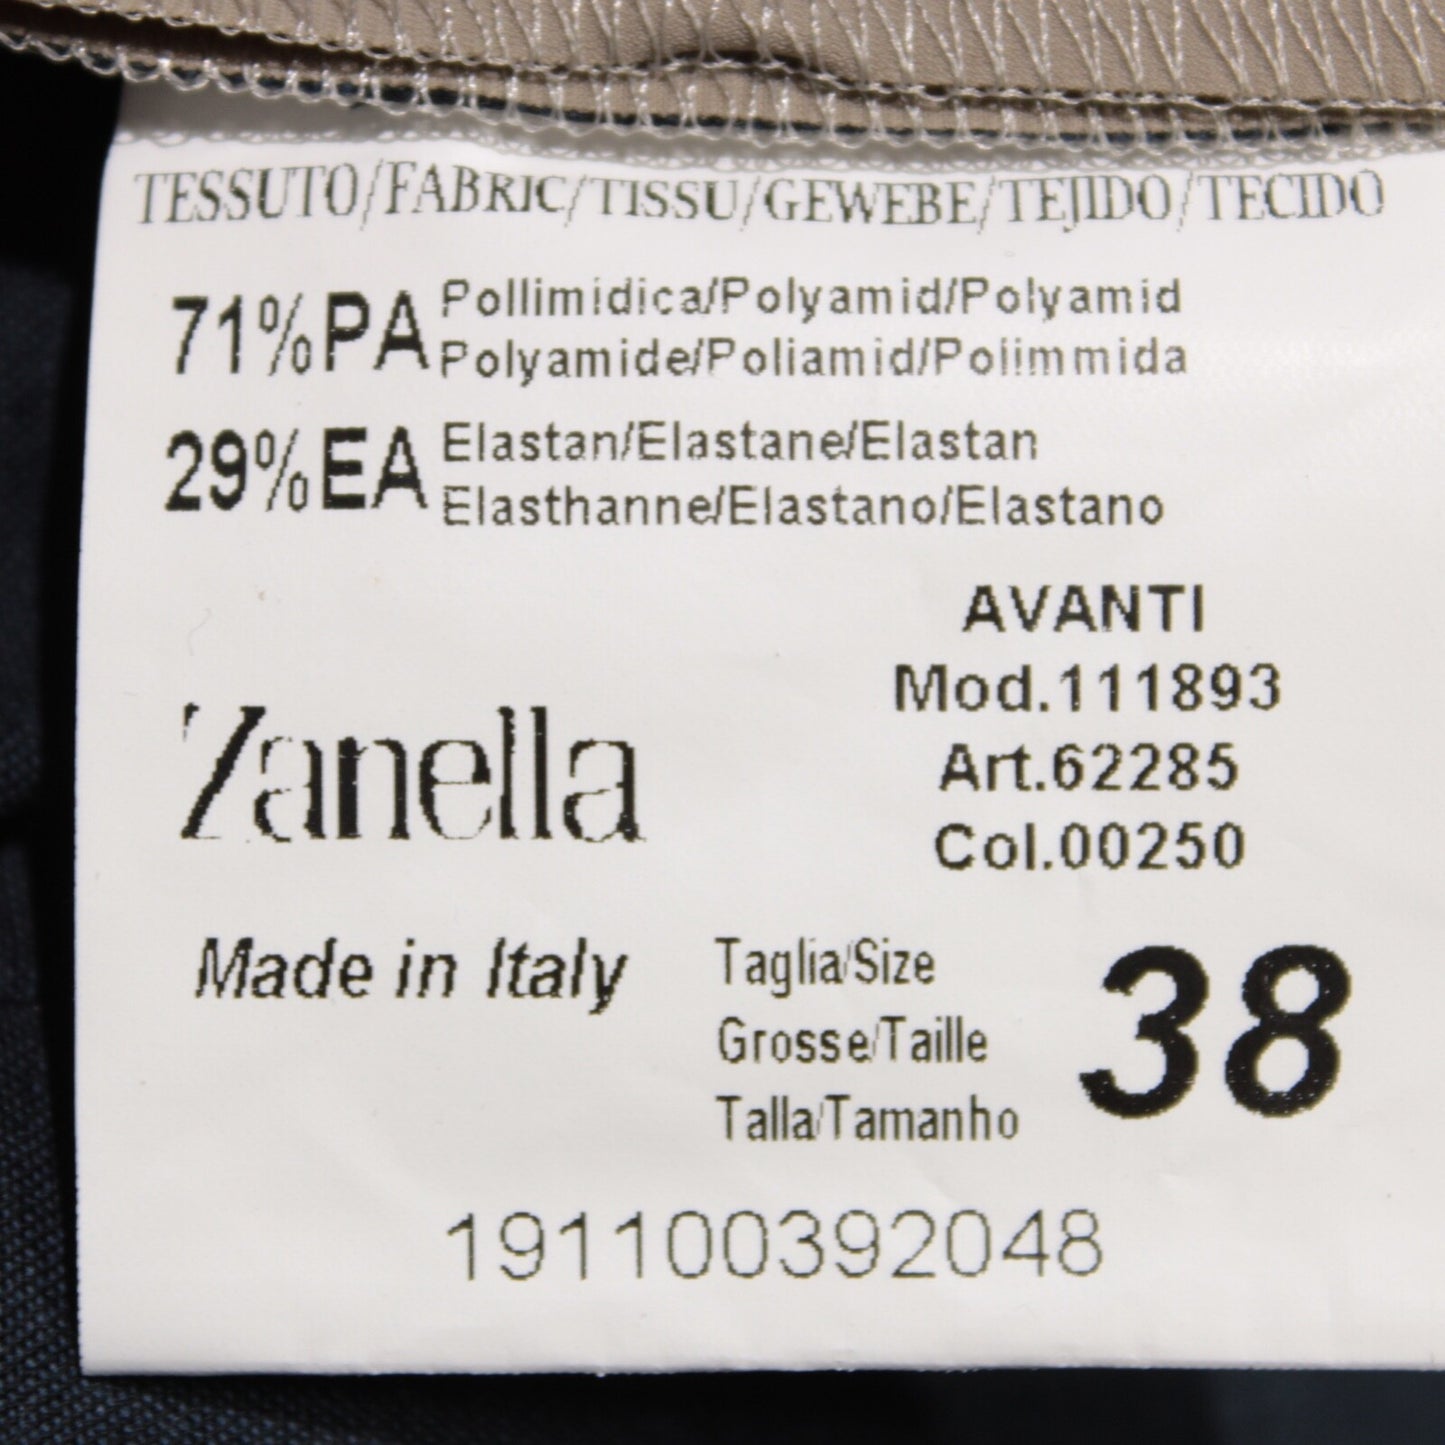 TESSUTO/FABRIC/TISSU/GEWEBE/TEJIDO/TECIDO
71%PA Pollimidica/Polyamid/Polyamid
Polyamide/Poliamid/Polimmida
29%EA Elastan/Elastane/Elastan
Elasthanne/Elastano/Elastano
AVANTI
Mod.111893
Art.62285
Col.00250
Zanella
Made in Italy
Taglia/Size
Grosse/Taille
Talla/Tamanho
38
191100392048